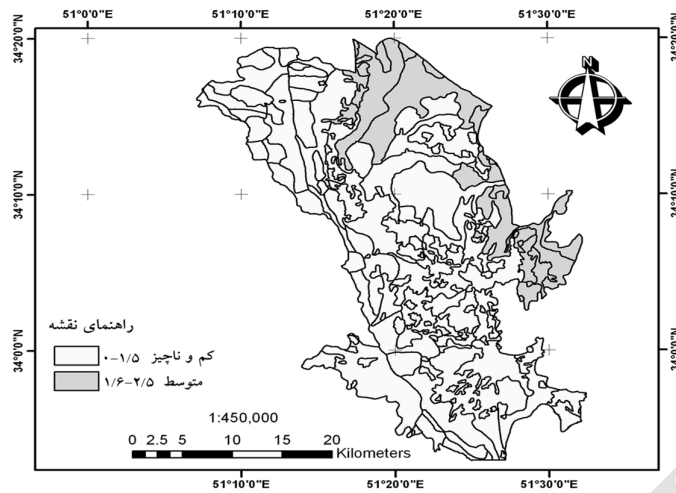 51°0'0"E 51°10'0"E 51°20'0"E 51°30'0"E
34°20'0"N 34°20'0"N
N
34°10'0"N 34°10'0"N
راهنمای نقشه
34°0'0"N 34°0'0"N
کم و ناچیز ۰-۱/۵
متوسط ۱/۶-۲/۵
1:450,000
0 2.5 5 10 15 20
Kilometers
51°10'0"E 51°20'0"E 51°30'0"E